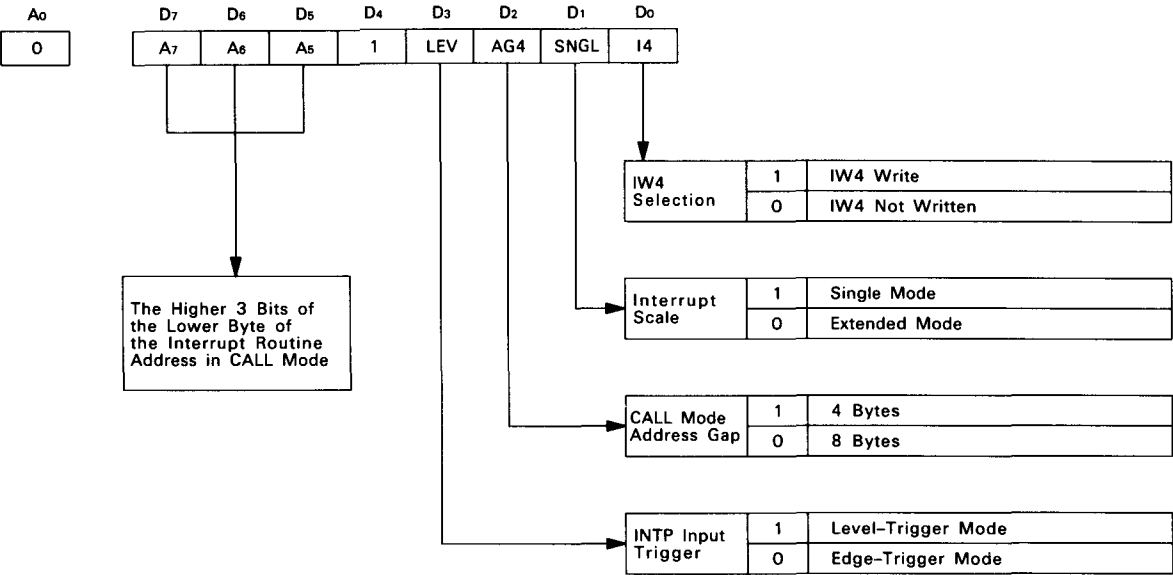 A0 D7 D6 D5 D4 D3 D2 D1 D0
0 A7 A6 A5 1 LEV AG4 SNGL I4
IW4
Selection
1 IW4 Write
0 IW4 Not Written
The Higher 3 Bits of
the Lower Byte of
the Interrupt Routine
Address in CALL Mode
Interrupt
Scale
1 Single Mode
0 Extended Mode
CALL Mode
Address Gap
1 4 Bytes
0 8 Bytes
INTP Input
Trigger
1 Level-Trigger Mode
0 Edge-Trigger Mode